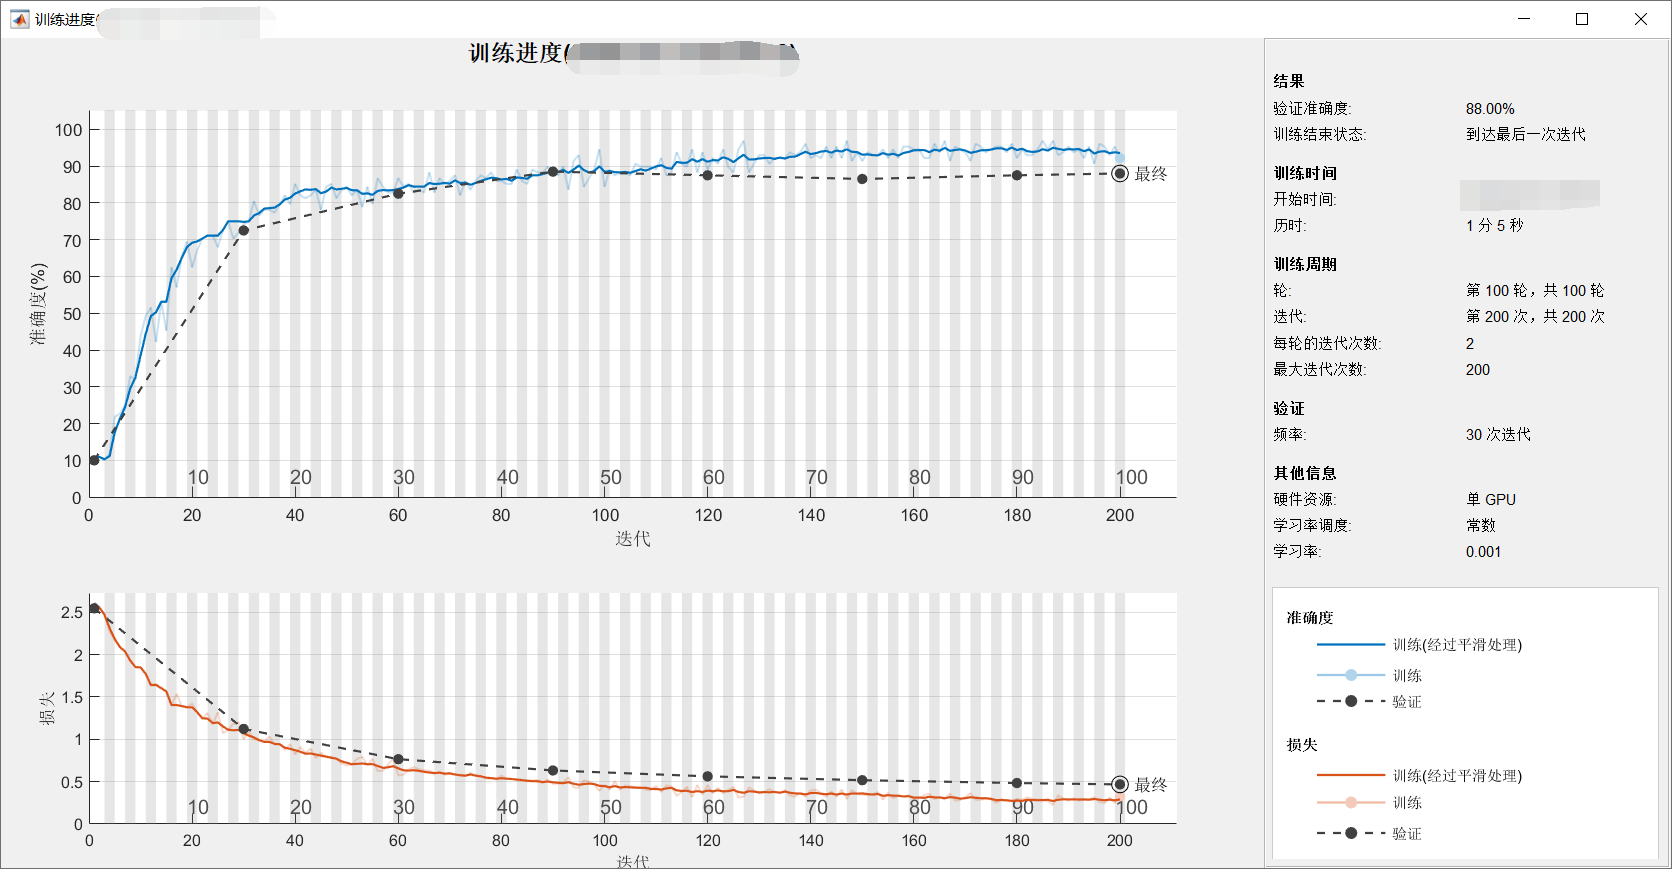 训练进度(
训练进度(
100
90
80
70
60
50
40
30
20
10
0
准确度(%)
10 20 30 40 50 60 70 80 90 100
0 20 40 60 80 100 120 140 160 180 200
迭代
最终
2.5
2
1.5
1
0.5
0
损失
10 20 30 40 50 60 70 80 90 100
0 20 40 60 80 100 120 140 160 180 200
迭代
最终
结果
验证准确度: 88.00%
训练结束状态: 到达最后一次迭代
训练时间
开始时间:
历时: 1 分 5 秒
训练周期
轮: 第 100 轮，共 100 轮
迭代: 第 200 次，共 200 次
每轮的迭代次数: 2
最大迭代次数: 200
验证
频率: 30 次迭代
其他信息
硬件资源: 单 GPU
学习率调度: 常数
学习率: 0.001
准确度
训练(经过平滑处理)
训练
验证
损失
训练(经过平滑处理)
训练
验证